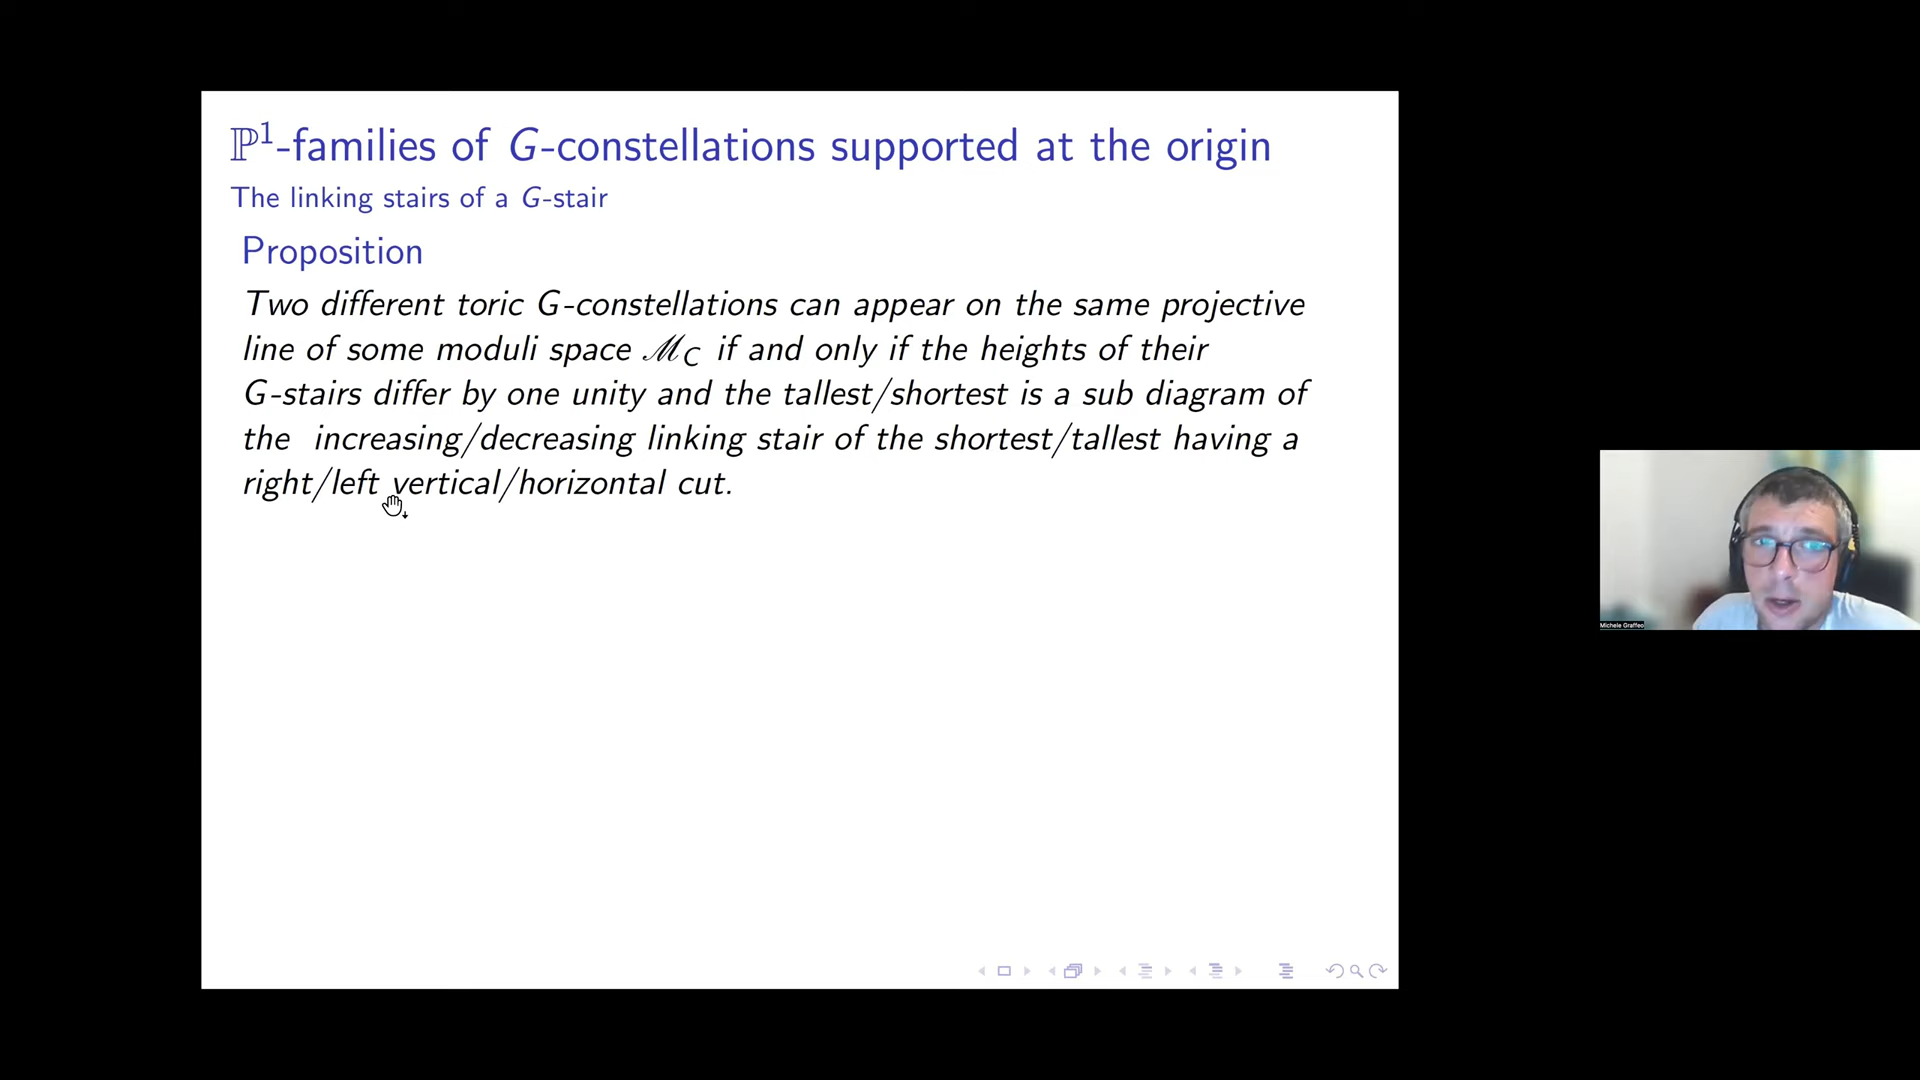 ℙ¹-families of G-constellations supported at the origin
The linking stairs of a G-stair
Proposition
Two different toric G-constellations can appear on the same projective
line of some moduli space ℳ_C if and only if the heights of their
G-stairs differ by one unity and the tallest/shortest is a sub diagram of
the increasing/decreasing linking stair of the shortest/tallest having a
right/left vertical/horizontal cut.
Michele Graffeo